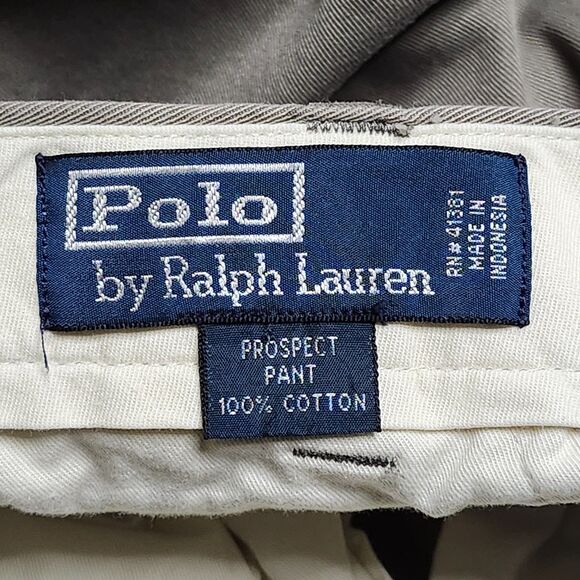 Polo
by Ralph Lauren
RN# 41381
MADE IN
INDONESIA
PROSPECT
PANT
100% COTTON